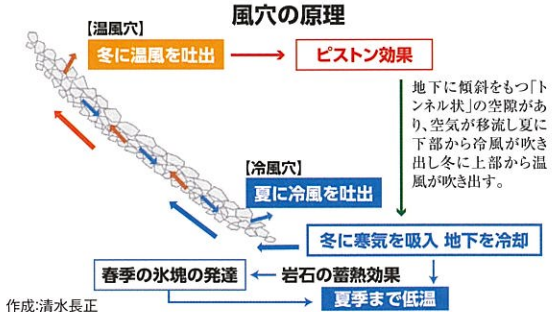 風穴の原理
【温風穴】
冬に温風を吐出
ピストン効果
地下に傾斜をもつ「ト
ンネル状」の空隙があ
り、空気が移流し夏に
下部から冷風が吹き
出し冬に上部から温
風が吹き出す。
【冷風穴】
夏に冷風を吐出
冬に寒気を吸入 地下を冷却
春季の氷塊の発達
岩石の蓄熱効果
夏季まで低温
作成:清水長正